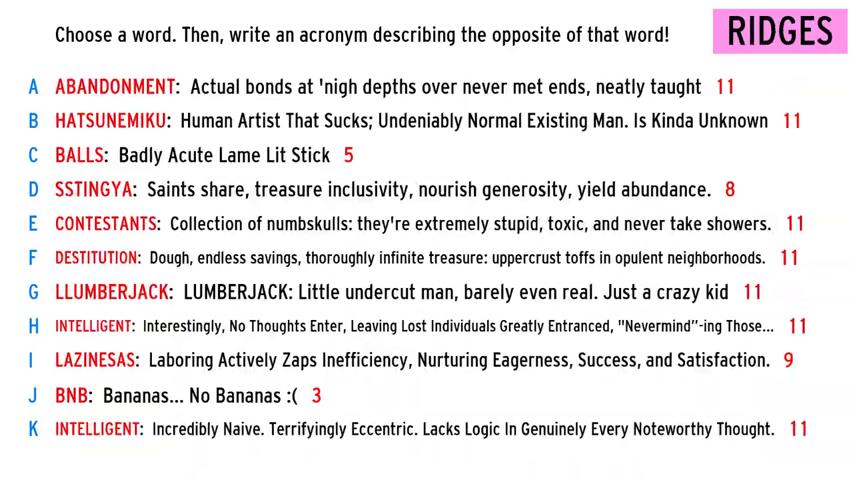 Choose a word. Then, write an acronym describing the opposite of that word!
RIDGES
A ABANDONMENT: Actual bonds at 'nigh depths over never met ends, neatly taught 11
B HATSUNEMIKU: Human Artist That Sucks; Undeniably Normal Existing Man. Is Kinda Unknown 11
C BALLS: Badly Acute Lame Lit Stick 5
D SSTINGYA: Saints share, treasure inclusivity, nourish generosity, yield abundance. 8
E CONTESTANTS: Collection of numbskulls: they're extremely stupid, toxic, and never take showers. 11
F DESTITUTION: Dough, endless savings, thoroughly infinite treasure: uppercrust toffs in opulent neighborhoods. 11
G LLUMBERJACK: LUMBERJACK: Little undercut man, barely even real. Just a crazy kid 11
H INTELLIGENT: Interestingly, No Thoughts Enter, Leaving Lost Individuals Greatly Entranced, "Nevermind"-ing Those... 11
I LAZINESAS: Laboring Actively Zaps Inefficiency, Nurturing Eagerness, Success, and Satisfaction. 9
J BNB: Bananas... No Bananas :( 3
K INTELLIGENT: Incredibly Naive. Terrifyingly Eccentric. Lacks Logic In Genuinely Every Noteworthy Thought. 11